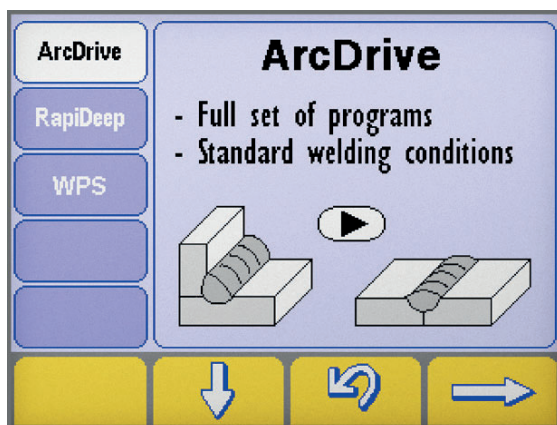 ArcDrive
RapiDeep
WPS
ArcDrive
- Full set of programs
- Standard welding conditions